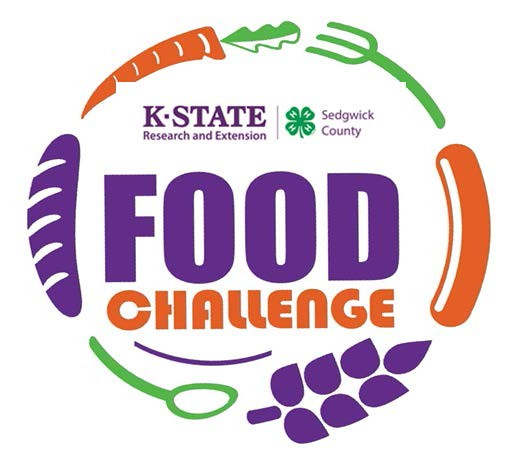 K-STATE
Research and Extension
Sedgwick
County
FOOD
CHALLENGE